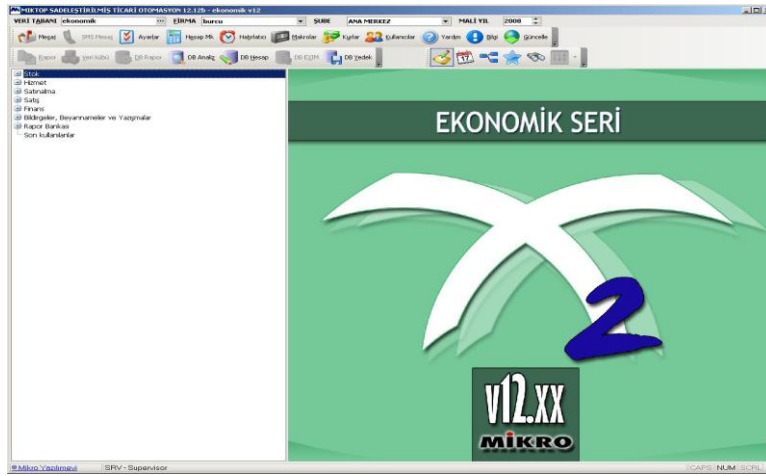 MIKTOP SADELEŞTİRİLMİŞ TİCARİ OTOMASYON 12.12b - ekonomik v12
VERİ TABANI ekonomik FİRMA burcu ŞUBE ANA MERKEZ MALİ YIL 2008
Mesaj SMS Mesaj Ayarlar Hesap Mk Hatırlatıcı Makrolar Kurlar Kullanıcılar Yardım Bilgi Güncelle
Rapor Veri Kübü DB Rapor DB Analiz DB Hesap DB EQJM DB Yedek
Stok
Hizmet
Satınalma
Satış
Finans
Bildirgeler, Beyannameler ve Yazışmalar
Rapor Bankası
Son kullanılanlar
EKONOMİK SERİ
2
v12.xx
MİKRO
Mikro Yazılımevi SRV - Supervisor CAPS NUM SCRL